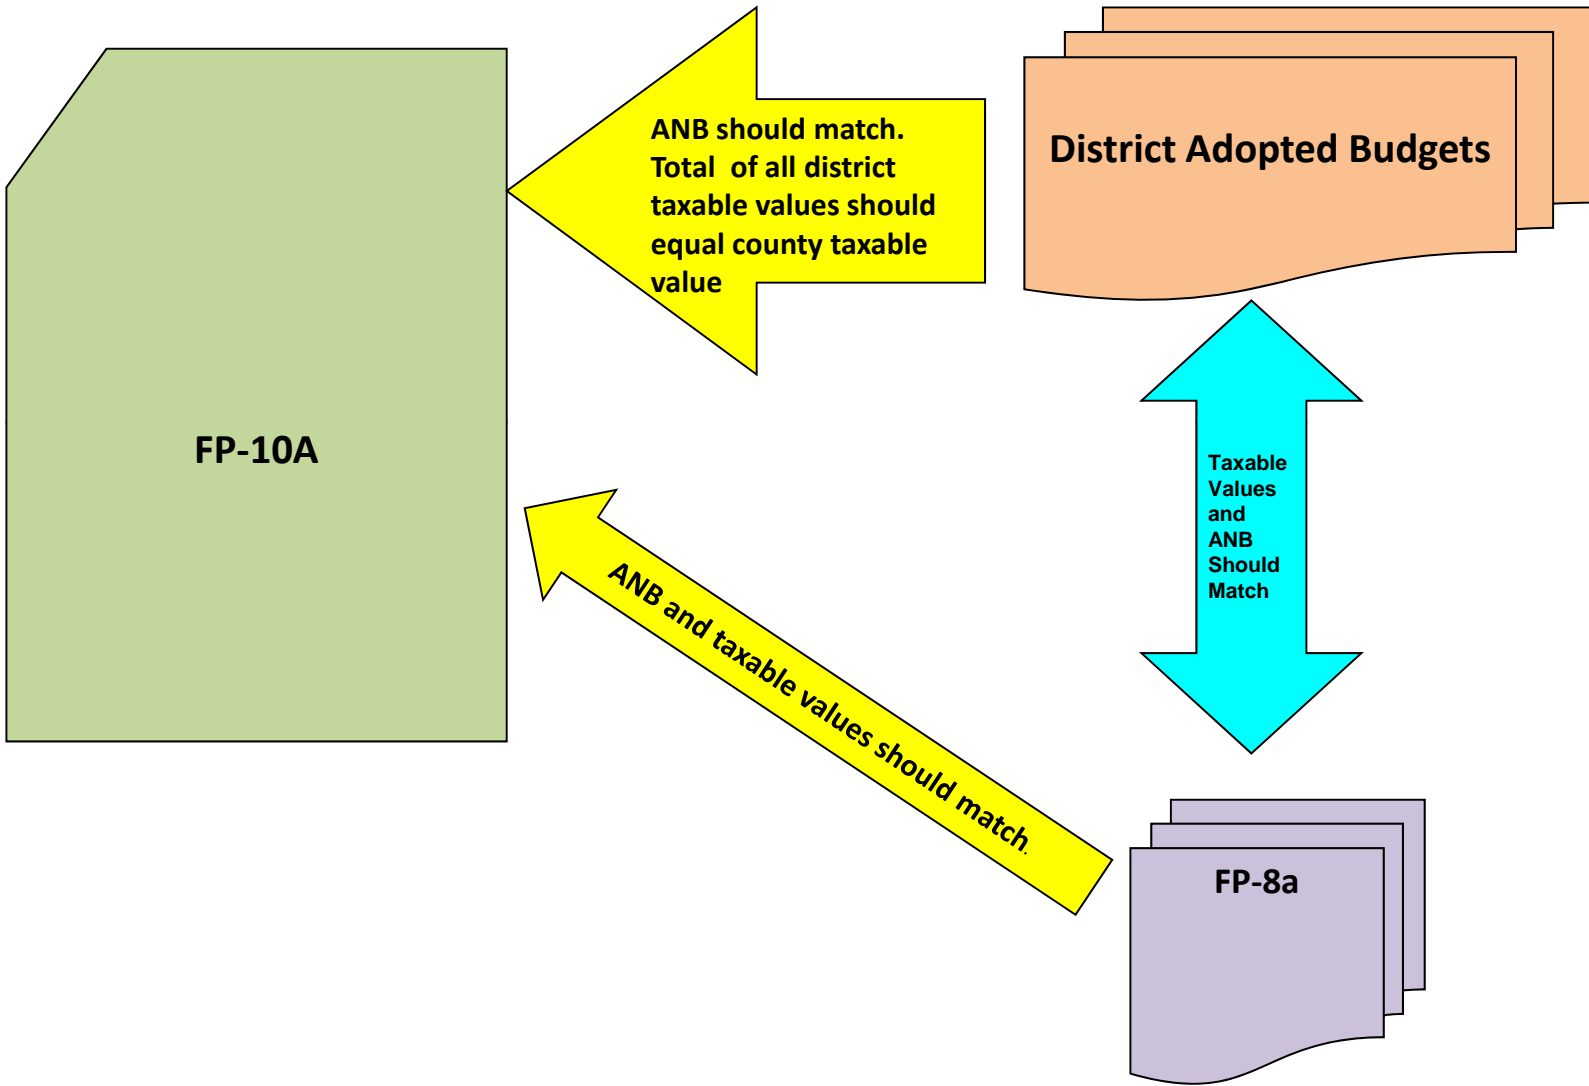 ANB should match.
Total of all district
taxable values should
equal county taxable
value
District Adopted Budgets
FP-10A
Taxable
Values
and
ANB
Should
Match
ANB and taxable values should match.
FP-8a